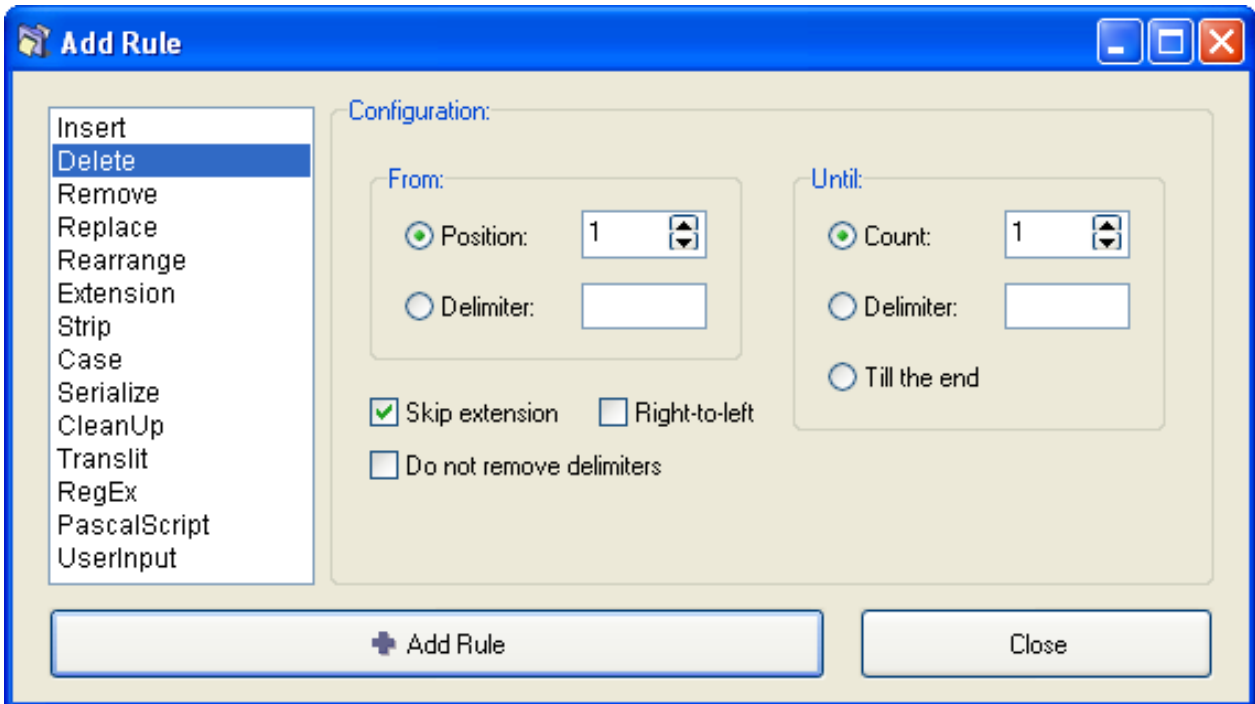 Add Rule
Insert
Delete
Remove
Replace
Rearrange
Extension
Strip
Case
Serialize
CleanUp
Translit
RegEx
PascalScript
UserInput
Configuration:
From:
Position: 1
Delimiter:
Until:
Count: 1
Delimiter:
Till the end
Skip extension Right-to-left
Do not remove delimiters
Add Rule
Close